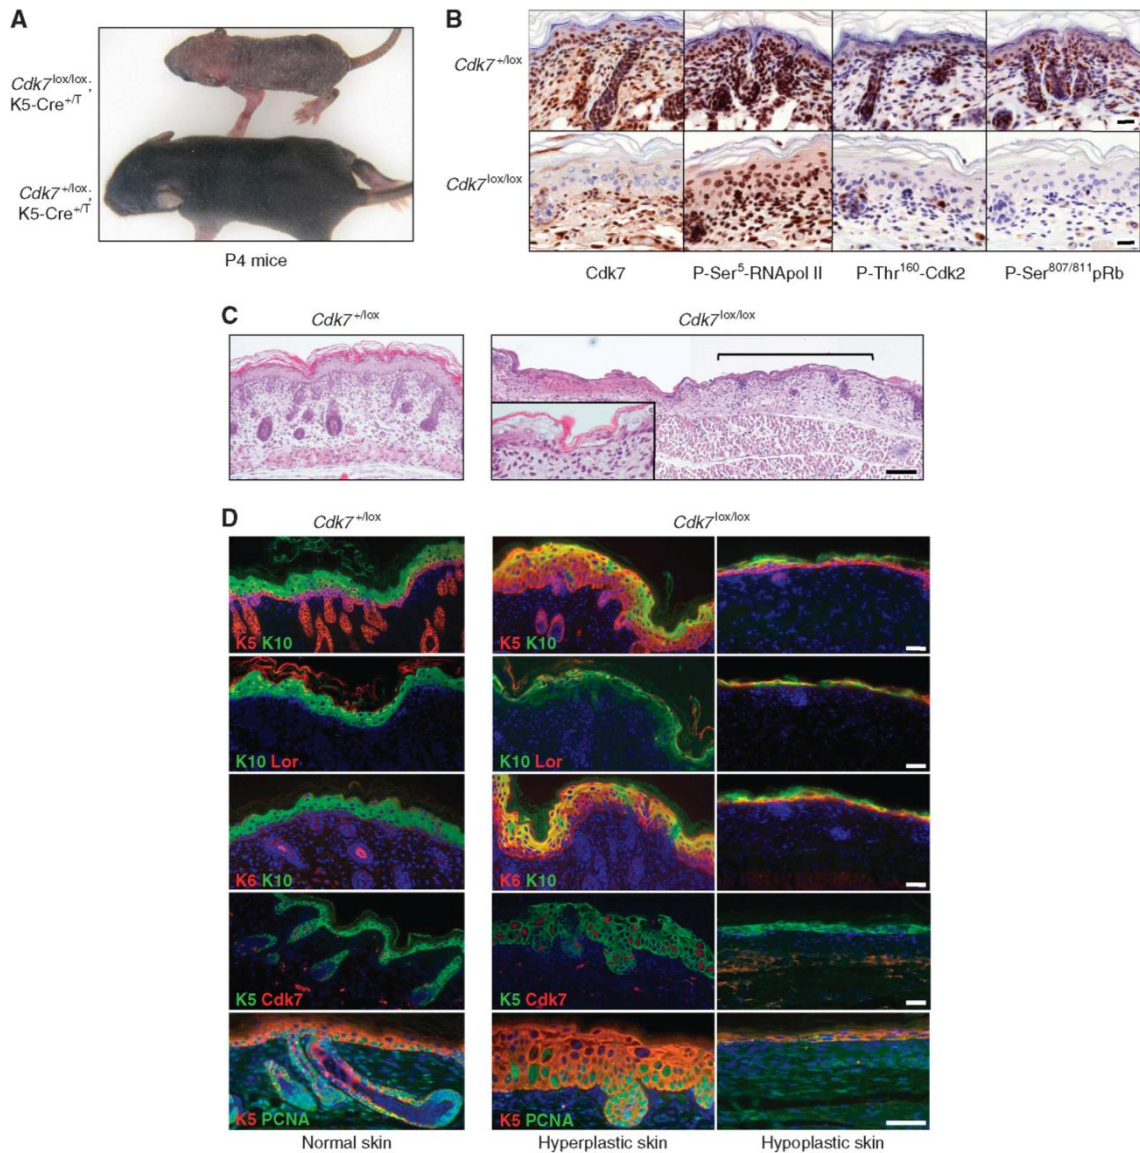 A
Cdk7lox/lox;
K5-Cre+/T
Cdk7+/lox;
K5-Cre+/T
P4 mice
B
Cdk7+/lox
Cdk7lox/lox
Cdk7
P-Ser5-RNApol II
P-Thr160-Cdk2
P-Ser807/811pRb
C
Cdk7+/lox
Cdk7lox/lox
D
Cdk7+/lox
Cdk7lox/lox
K5 K10
K5 K10
K10 Lor
K10 Lor
K6 K10
K6 K10
K5 Cdk7
K5 Cdk7
K5 PCNA
K5 PCNA
Normal skin
Hyperplastic skin
Hypoplastic skin